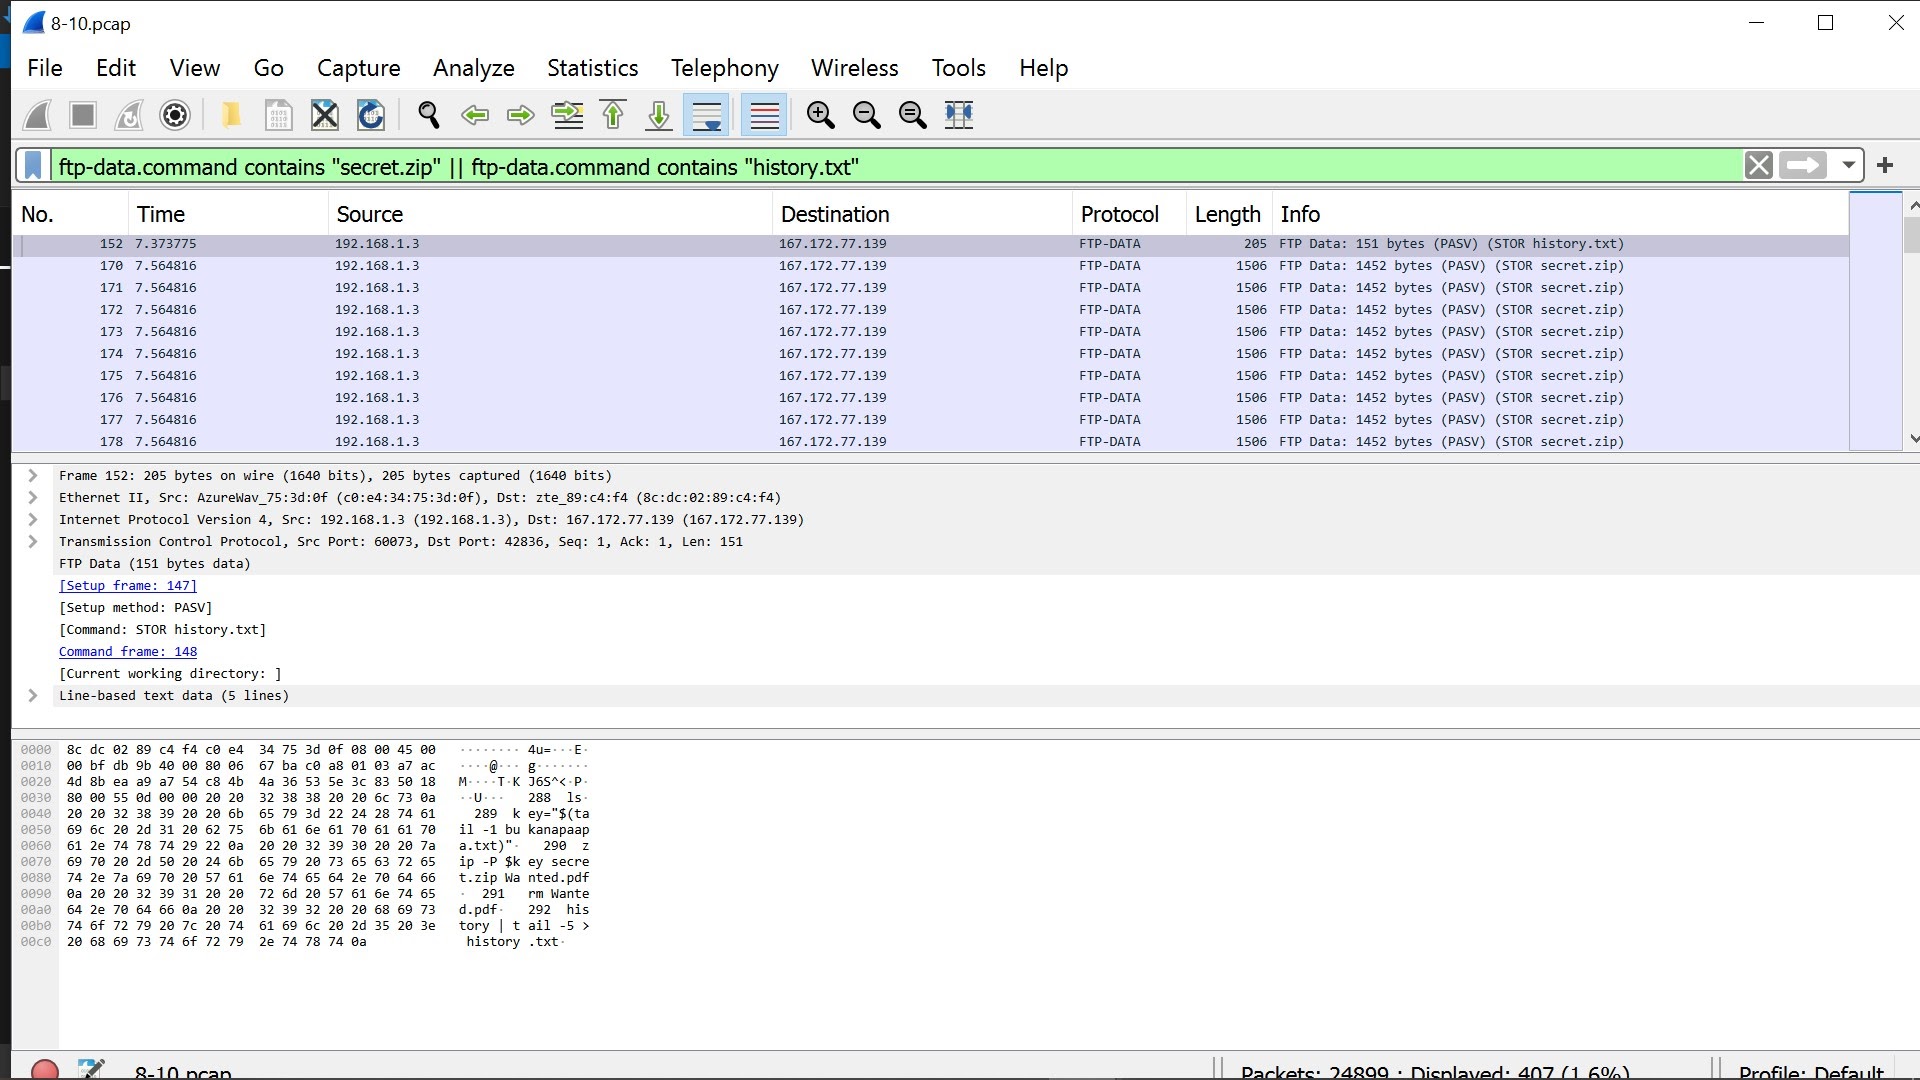 8-10.pcap
File Edit View Go Capture Analyze Statistics Telephony Wireless Tools Help
ftp-data.command contains "secret.zip" || ftp-data.command contains "history.txt"
No. Time Source Destination Protocol Length Info
152 7.373775 192.168.1.3 167.172.77.139 FTP-DATA 205 FTP Data: 151 bytes (PASV) (STOR history.txt)
170 7.564816 192.168.1.3 167.172.77.139 FTP-DATA 1506 FTP Data: 1452 bytes (PASV) (STOR secret.zip)
171 7.564816 192.168.1.3 167.172.77.139 FTP-DATA 1506 FTP Data: 1452 bytes (PASV) (STOR secret.zip)
172 7.564816 192.168.1.3 167.172.77.139 FTP-DATA 1506 FTP Data: 1452 bytes (PASV) (STOR secret.zip)
173 7.564816 192.168.1.3 167.172.77.139 FTP-DATA 1506 FTP Data: 1452 bytes (PASV) (STOR secret.zip)
174 7.564816 192.168.1.3 167.172.77.139 FTP-DATA 1506 FTP Data: 1452 bytes (PASV) (STOR secret.zip)
175 7.564816 192.168.1.3 167.172.77.139 FTP-DATA 1506 FTP Data: 1452 bytes (PASV) (STOR secret.zip)
176 7.564816 192.168.1.3 167.172.77.139 FTP-DATA 1506 FTP Data: 1452 bytes (PASV) (STOR secret.zip)
177 7.564816 192.168.1.3 167.172.77.139 FTP-DATA 1506 FTP Data: 1452 bytes (PASV) (STOR secret.zip)
178 7.564816 192.168.1.3 167.172.77.139 FTP-DATA 1506 FTP Data: 1452 bytes (PASV) (STOR secret.zip)
Frame 152: 205 bytes on wire (1640 bits), 205 bytes captured (1640 bits)
Ethernet II, Src: AzureWav_75:3d:0f (c0:e4:34:75:3d:0f), Dst: zte_89:c4:f4 (8c:dc:02:89:c4:f4)
Internet Protocol Version 4, Src: 192.168.1.3 (192.168.1.3), Dst: 167.172.77.139 (167.172.77.139)
Transmission Control Protocol, Src Port: 60073, Dst Port: 42836, Seq: 1, Ack: 1, Len: 151
FTP Data (151 bytes data)
[Setup frame: 147]
[Setup method: PASV]
[Command: STOR history.txt]
Command frame: 148
[Current working directory: ]
Line-based text data (5 lines)
0000 8c dc 02 89 c4 f4 c0 e4 34 75 3d 0f 08 00 45 00 ········ 4u=···E·
0010 00 bf db 9b 40 00 80 06 67 ba c0 a8 01 03 a7 ac ····@··· g·······
0020 4d 8b ea a9 a7 54 c8 4b 4a 36 53 5e 3c 83 50 18 M····T·K J6S^<·P·
0030 80 00 55 0d 00 00 20 20 32 38 38 20 20 6c 73 0a ··U··· 288 ls·
0040 20 20 32 38 39 20 20 6b 65 79 3d 22 24 28 74 61 289 k ey="$(ta
0050 69 6c 20 2d 31 20 62 75 6b 61 6e 61 70 61 61 70 il -1 bu kanapaap
0060 61 2e 74 78 74 29 22 0a 20 20 32 39 30 20 20 7a a.txt)"· 290 z
0070 69 70 20 2d 50 20 24 6b 65 79 20 73 65 63 72 65 ip -P $k ey secre
0080 74 2e 7a 69 70 20 57 61 6e 74 65 64 2e 70 64 66 t.zip Wa nted.pdf
0090 0a 20 20 32 39 31 20 20 72 6d 20 57 61 6e 74 65 · 291 rm Wante
00a0 64 2e 70 64 66 0a 20 20 32 39 32 20 20 68 69 73 d.pdf· 292 his
00b0 74 6f 72 79 20 7c 20 74 61 69 6c 20 2d 35 20 3e tory | t ail -5 >
00c0 20 68 69 73 74 6f 72 79 2e 74 78 74 0a history .txt·
8-10.pcap Packets: 24899 · Displayed: 407 (1.6%) Profile: Default